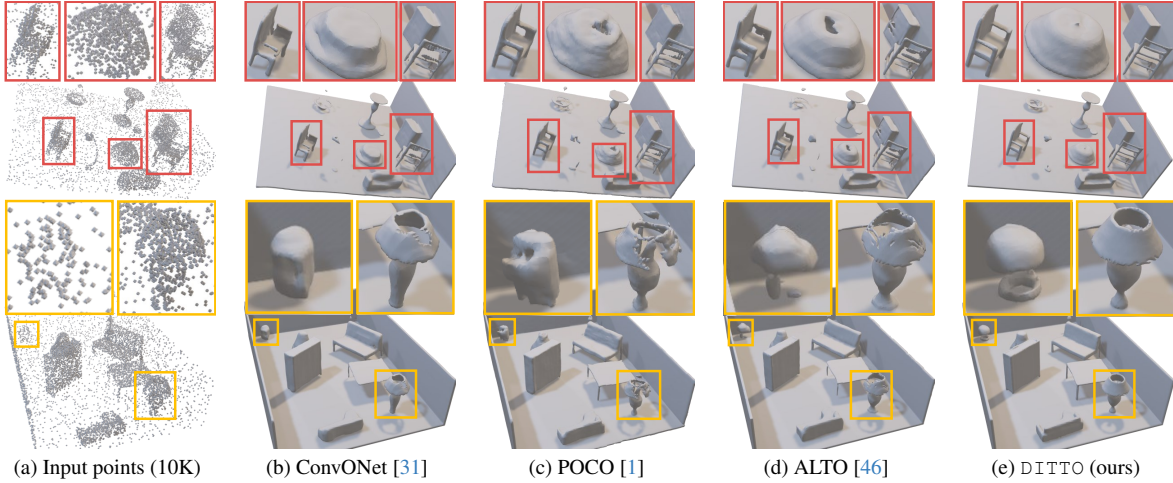 (a) Input points (10K)
(b) ConvONet [31]
(c) POCO [1]
(d) ALTO [46]
(e) DITTO (ours)